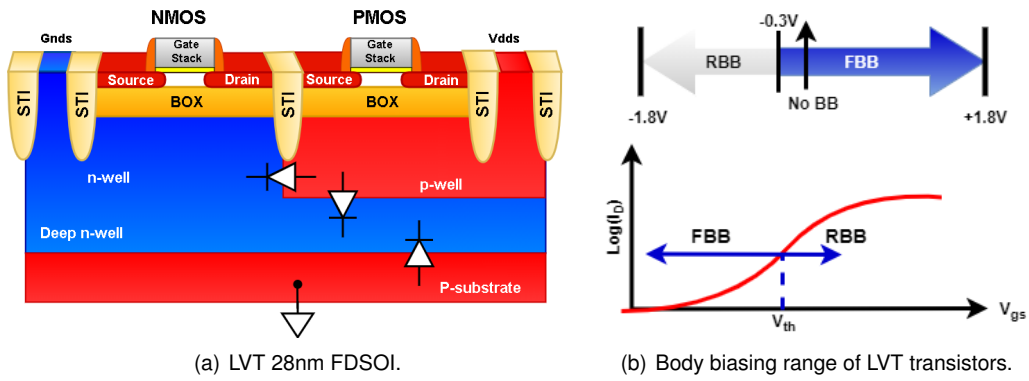 NMOS
PMOS
Gnds
Gate
Stack
Gate
Stack
Vdds
Source
Drain
Source
Drain
STI
STI
BOX
STI
BOX
STI
STI
n-well
p-well
Deep n-well
P-substrate
(a) LVT 28nm FDSOI.
-0.3V
RBB
FBB
No BB
-1.8V
+1.8V
Log(I_D)
FBB
RBB
V_th
V_gs
(b) Body biasing range of LVT transistors.